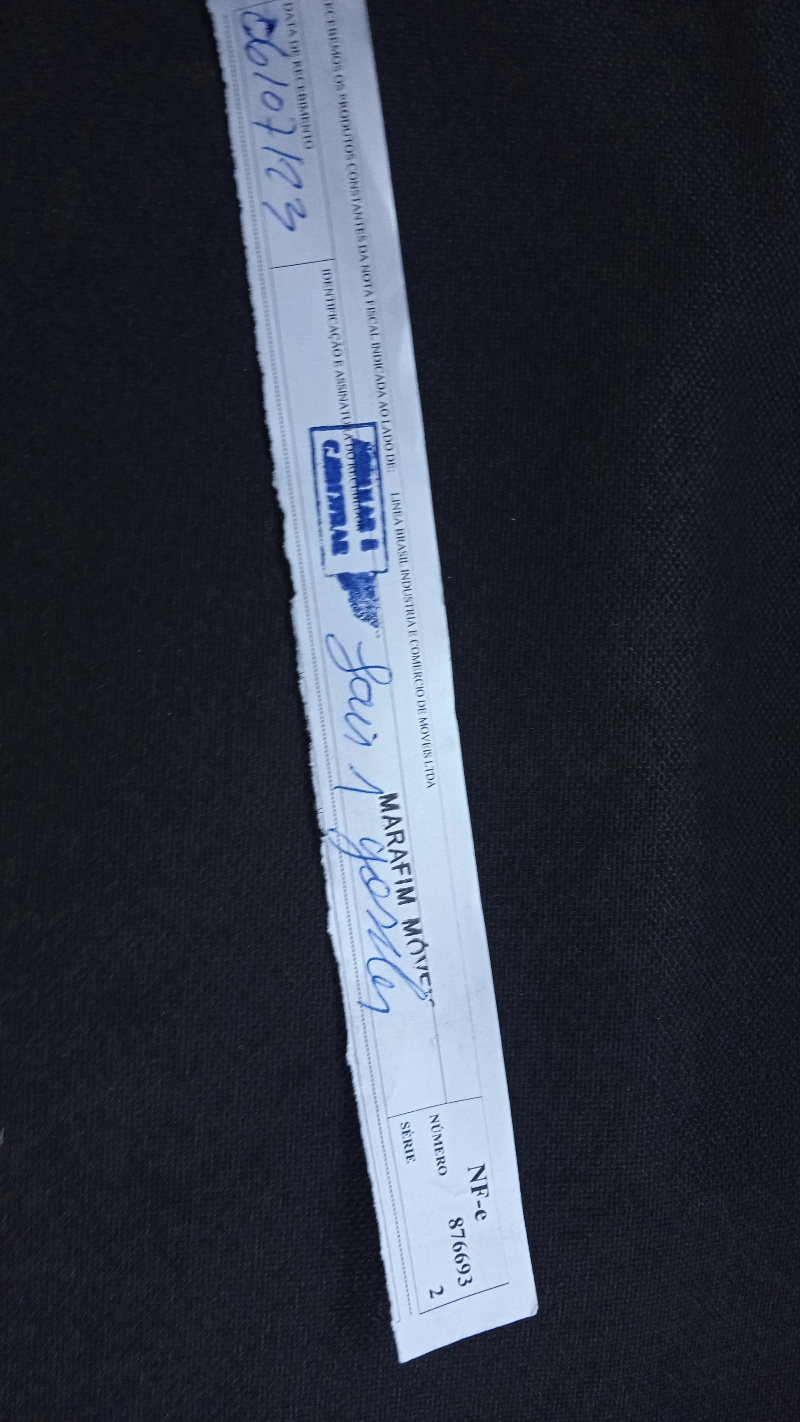 RECEBEMOS OS PRODUTOS CONSTANTES DA NOTA FISCAL INDICADA AO LADO DE: LINEA BRASIL INDUSTRIA E COMERCIO DE MOVEIS LTDA
DATA DE RECEBIMENTO
06/07/23
IDENTIFICAÇÃO E ASSINATURA DO RECEBEDOR
MARAFIM MÓVEIS
NF-e
NÚMERO 876693
SÉRIE 2